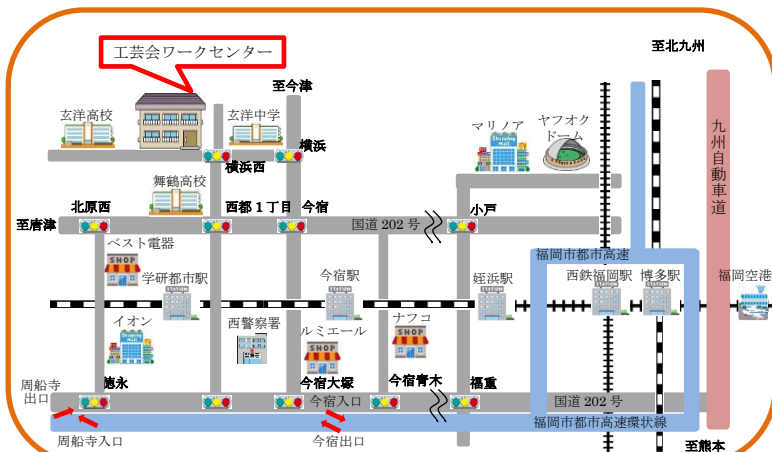 工芸会ワークセンター
至北九州
至今津
玄洋高校
玄洋中学
横浜
マリノア
ヤフオク
ドーム
九州自動車道
横浜西
舞鶴高校
北原西
西都１丁目
今宿
小戸
至唐津
国道 202 号
ベスト電器
福岡市都市高速
学研都市駅
今宿駅
姪浜駅
西鉄福岡駅
博多駅
福岡空港
イオン
西警察署
ルミエール
ナフコ
周船寺
出口
徳永
今宿大塚
今宿青木
福重
今宿入口
国道 202 号
福岡市都市高速環状線
周船寺入口
今宿出口
至熊本